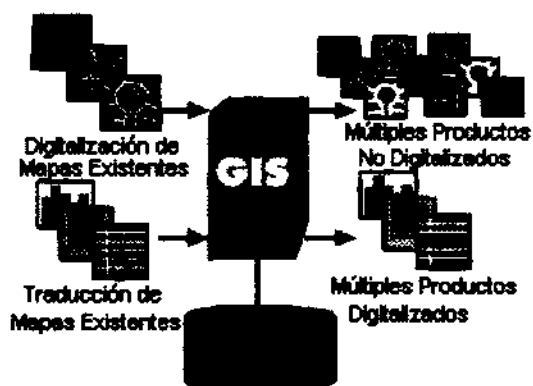 Digitalización de
Mapas Existentes
GIS
Múltiples Productos
No Digitalizados
Traducción de
Mapas Existentes
Múltiples Productos
Digitalizados